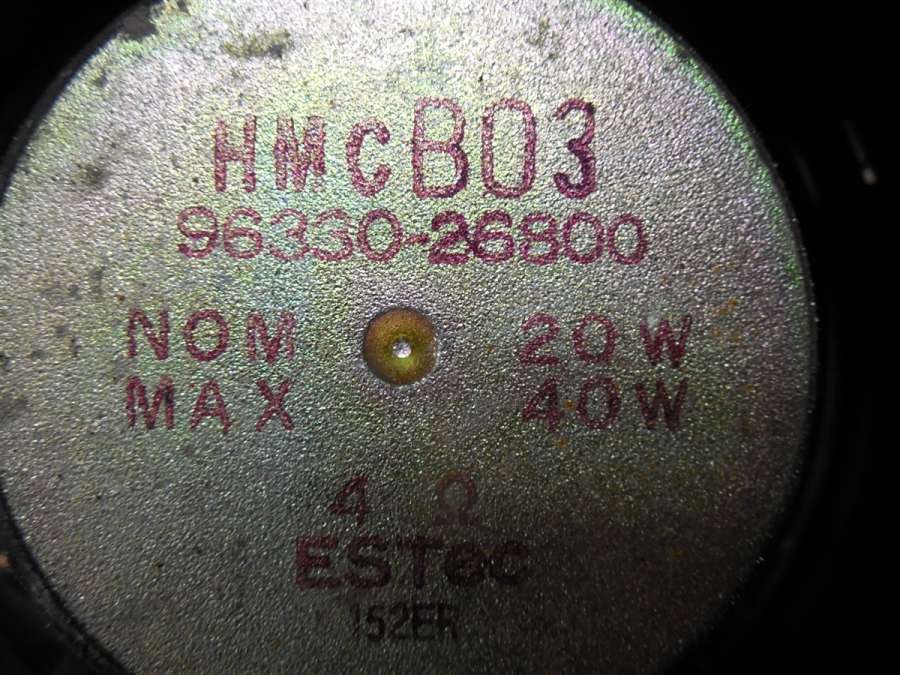 HMCB03
96330-26800
NOM 20W
MAX 40W
4 Ω
ESTec
152ER